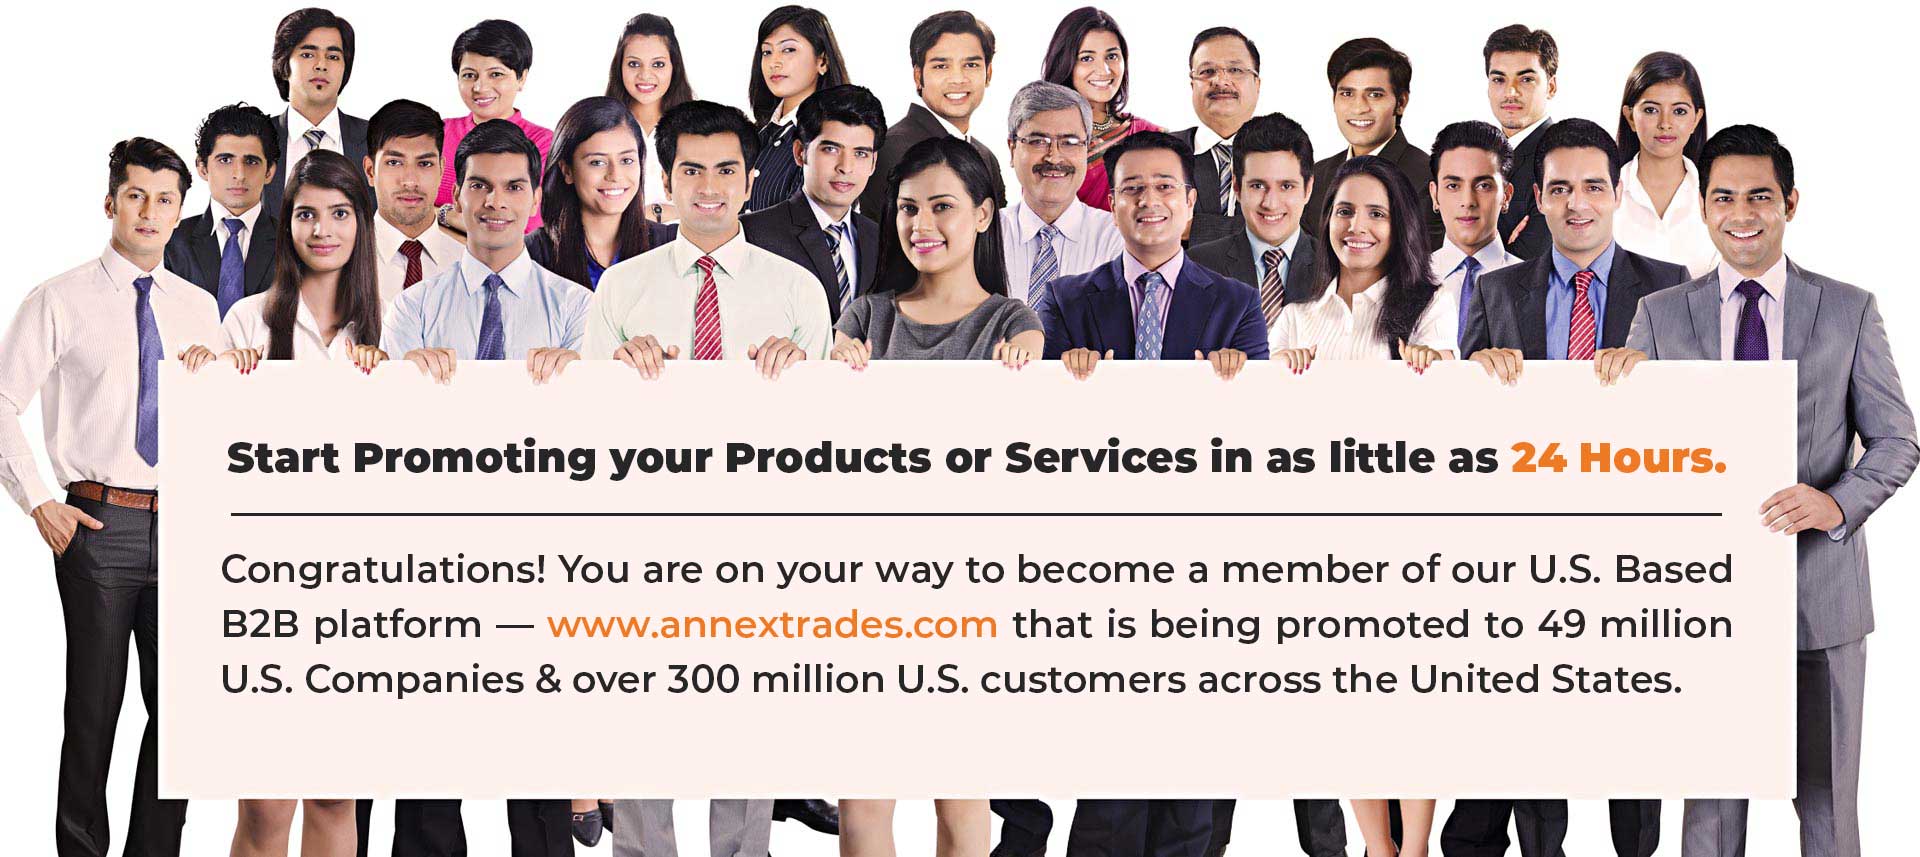 Start Promoting your Products or Services in as little as 24 Hours.
Congratulations! You are on your way to become a member of our U.S. Based
B2B platform — www.annextrades.com that is being promoted to 49 million
U.S. Companies & over 300 million U.S. customers across the United States.